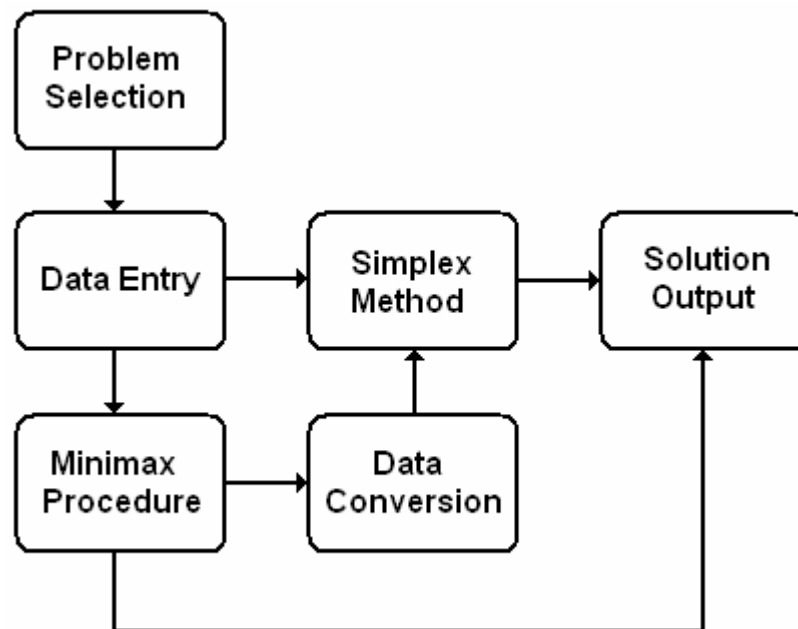 Problem
Selection
Data Entry
Simplex
Method
Solution
Output
Minimax
Procedure
Data
Conversion